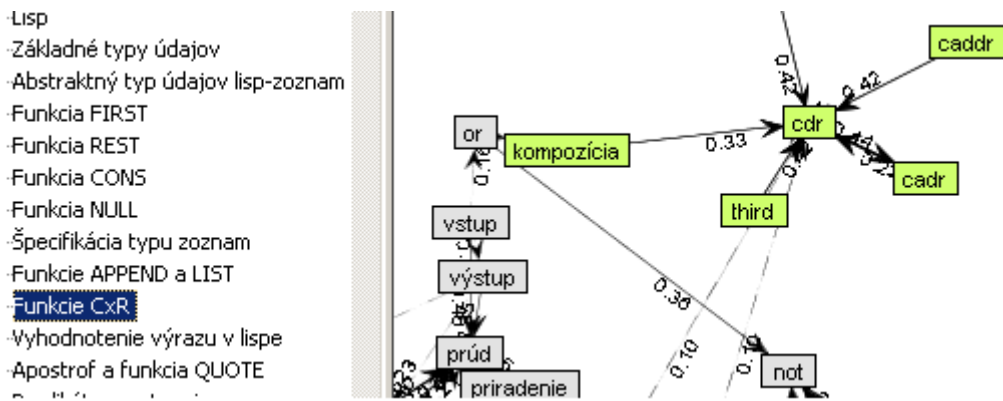 Lisp
Základné typy údajov
Abstraktný typ údajov lisp-zoznam
Funkcia FIRST
Funkcia REST
Funkcia CONS
Funkcia NULL
Špecifikácia typu zoznam
Funkcie APPEND a LIST
Funkcie CxR
Vyhodnotenie výrazu v lispe
Apostrof a funkcia QUOTE
caddr
0.42
0.42
cdr
or
kompozícia
0.33
cadr
third
vstup
výstup
0.38
prúd
0.10
0.10
not
priradenie